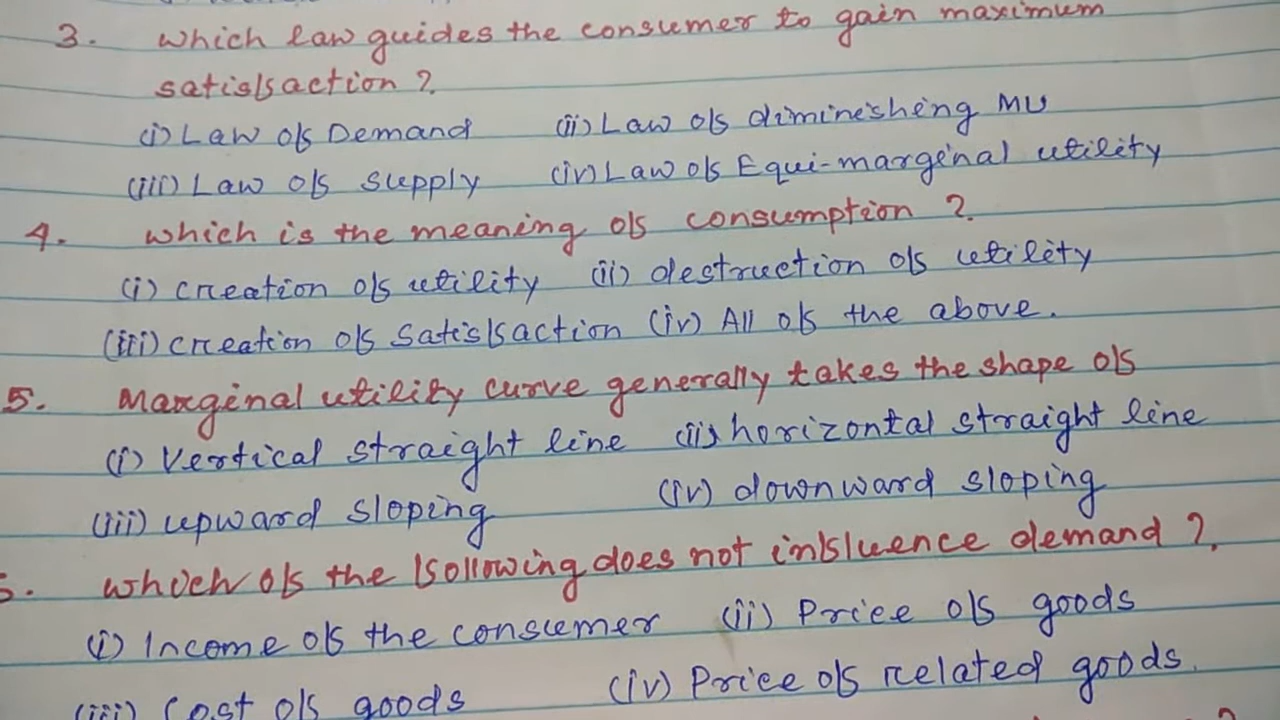 3. which law guides the consumer to gain maximum
satisfaction ?
(i) Law of Demand (ii) Law of diminishing MU
(iii) Law of supply (iv) Law of Equi-marginal utility
4. which is the meaning of consumption ?
(i) creation of utility (ii) destruction of utility
(iii) creation of satisfaction (iv) All of the above.
5. Marginal utility curve generally takes the shape of
(i) Vertical straight line (ii) horizontal straight line
(iii) upward sloping (iv) downward sloping
which of the following does not influence demand ?
(i) Income of the consumer (ii) Price of goods
(iii) Cost of goods (iv) Price of related goods.